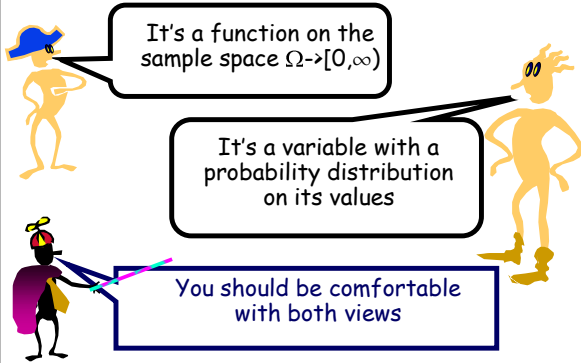 It's a function on the
sample space Ω->[0,∞)
It's a variable with a
probability distribution
on its values
You should be comfortable
with both views